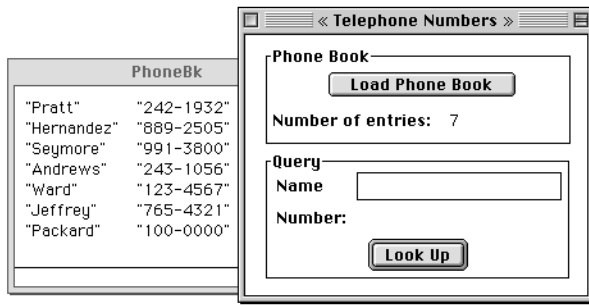 PhoneBk
"Pratt" "242-1932"
"Hernandez" "889-2505"
"Seymore" "991-3800"
"Andrews" "243-1056"
"Ward" "123-4567"
"Jeffrey" "765-4321"
"Packard" "100-0000"
« Telephone Numbers »
Phone Book
Load Phone Book
Number of entries: 7
Query
Name
Number:
Look Up